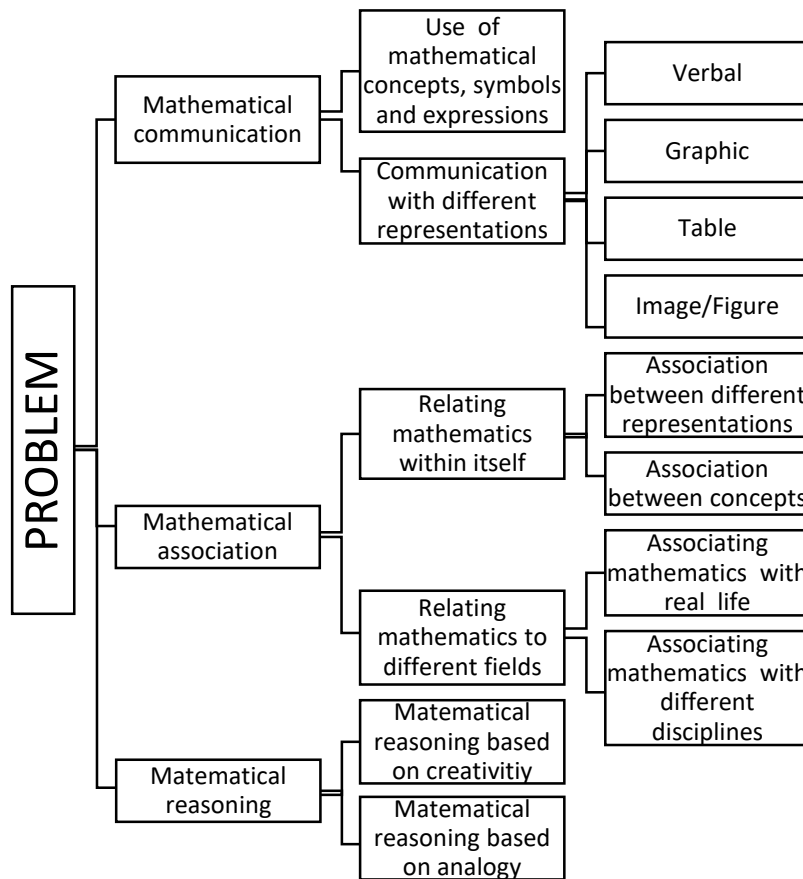 PROBLEM
Mathematical
communication
Use of
mathematical
concepts, symbols
and expressions
Communication
with different
representations
Verbal
Graphic
Table
Image/Figure
Mathematical
association
Relating
mathematics
within itself
Association
between different
representations
Association
between concepts
Relating
mathematics to
different fields
Associating
mathematics with
real life
Associating
mathematics with
different
disciplines
Matematical
reasoning
Matematical
reasoning based
on creativitiy
Matematical
reasoning based
on analogy